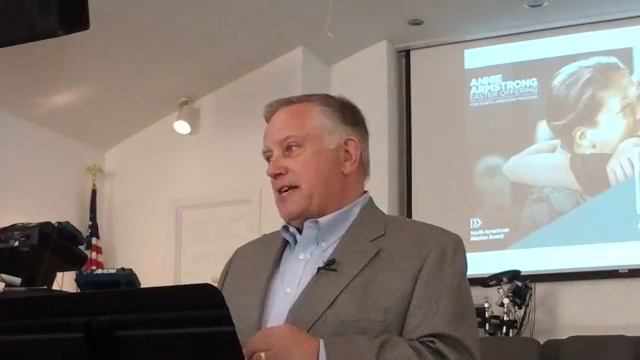 ANNIE
ARMSTRONG
EASTER OFFERING
North American
Mission Board